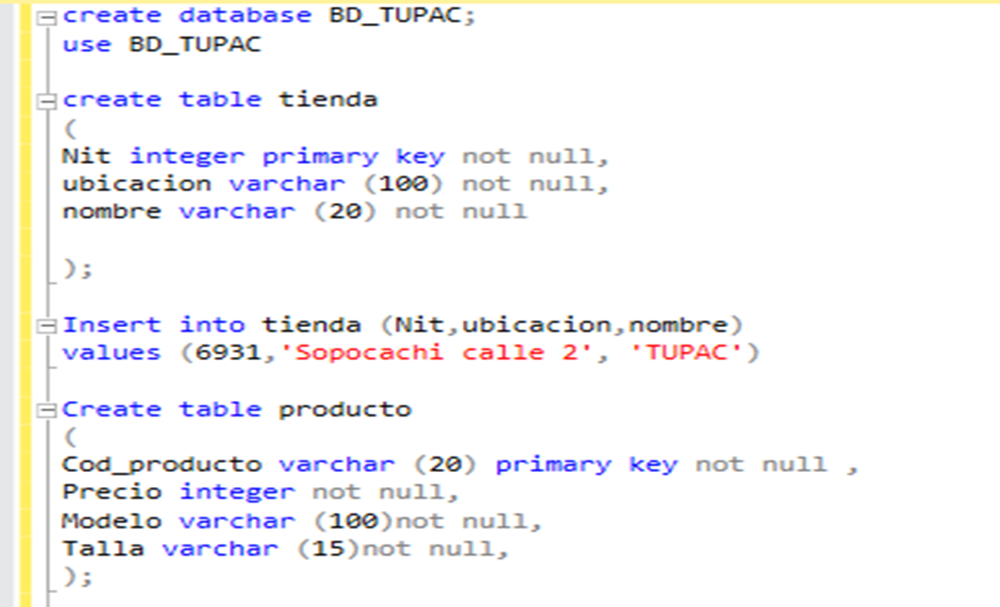 create database BD_TUPAC;
use BD_TUPAC
create table tienda
(
Nit integer primary key not null,
ubicacion varchar (100) not null,
nombre varchar (20) not null
);
Insert into tienda (Nit,ubicacion,nombre)
values (6931,'Sopocachi calle 2', 'TUPAC')
Create table producto
(
Cod_producto varchar (20) primary key not null ,
Precio integer not null,
Modelo varchar (100)not null,
Talla varchar (15)not null,
);